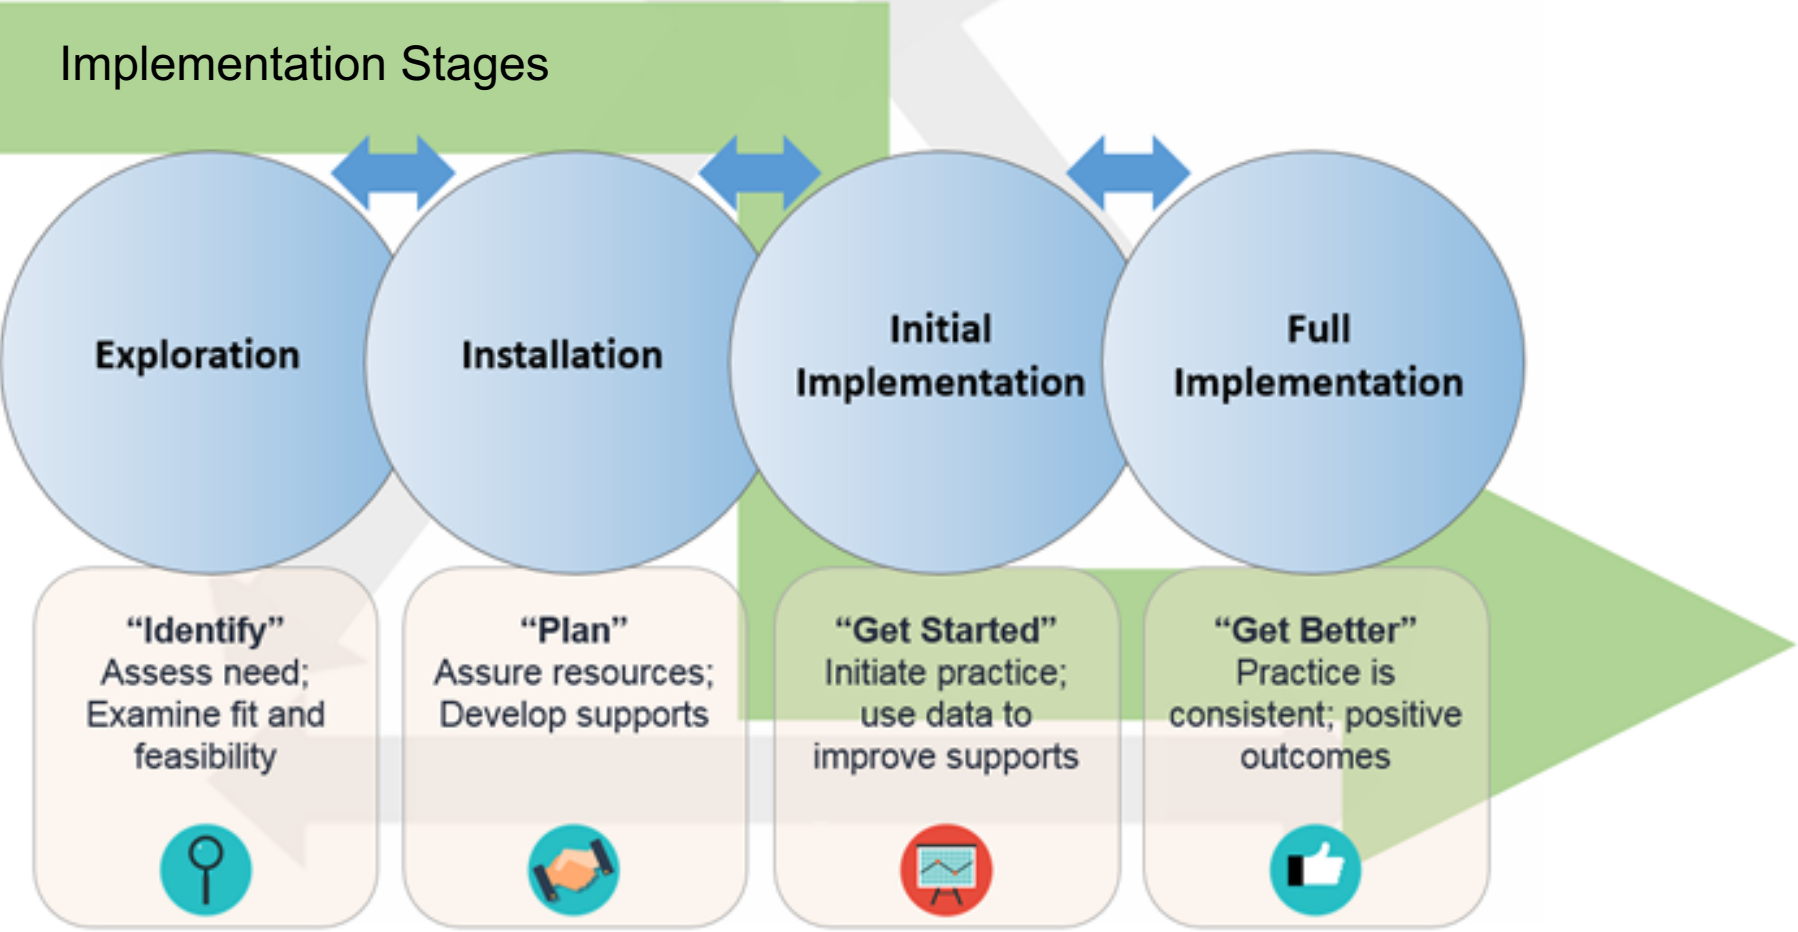 Implementation Stages
Exploration
Installation
Initial
Implementation
Full
Implementation
“Identify”
Assess need;
Examine fit and
feasibility
“Plan”
Assure resources;
Develop supports
“Get Started”
Initiate practice;
use data to
improve supports
“Get Better”
Practice is
consistent; positive
outcomes